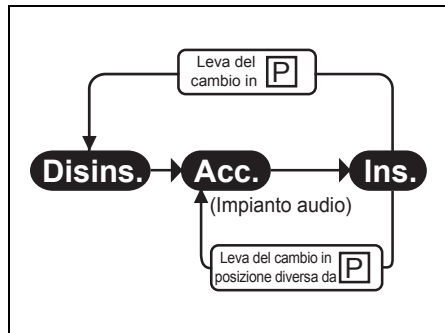 Leva del
cambio in P
Disins.
Acc.
Ins.
(Impianto audio)
Leva del cambio in
posizione diversa da P